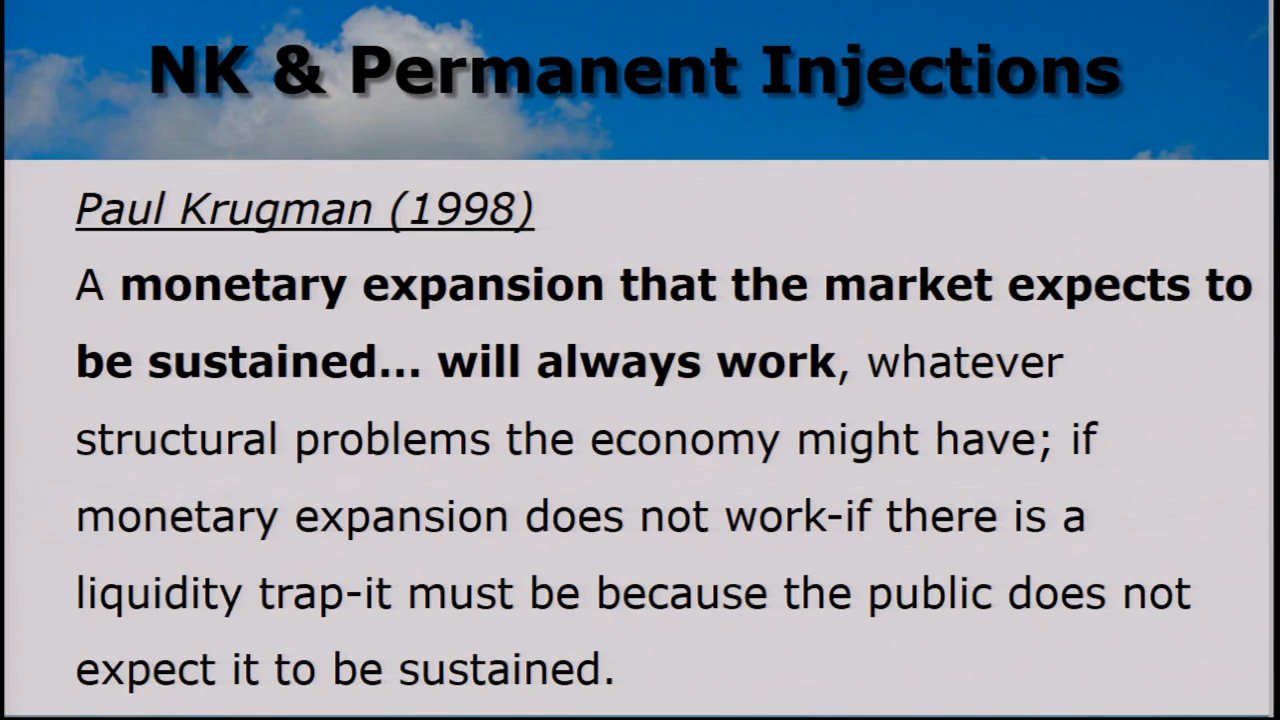 NK & Permanent Injections
Paul Krugman (1998)
A monetary expansion that the market expects to
be sustained... will always work, whatever
structural problems the economy might have; if
monetary expansion does not work-if there is a
liquidity trap-it must be because the public does not
expect it to be sustained.